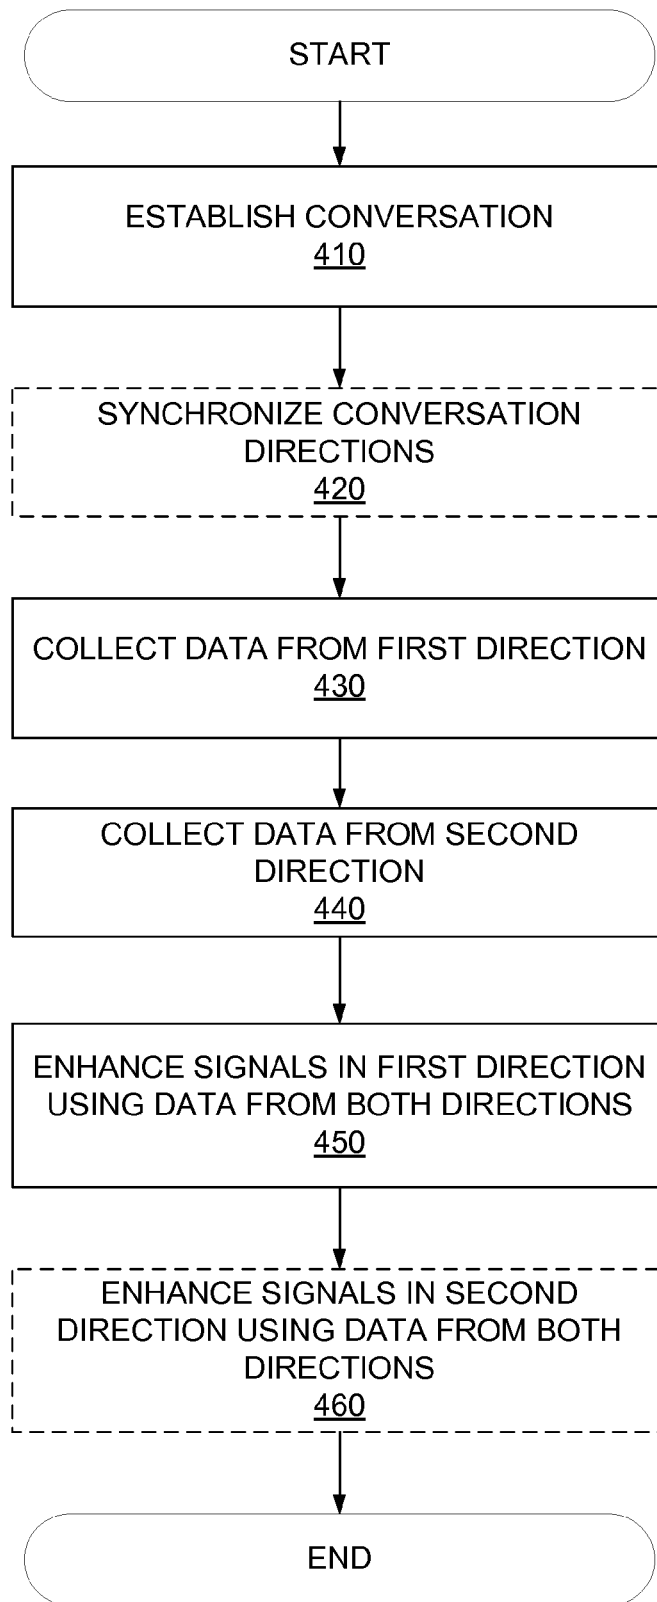 START
ESTABLISH CONVERSATION
410
SYNCHRONIZE CONVERSATION
DIRECTIONS
420
COLLECT DATA FROM FIRST DIRECTION
430
COLLECT DATA FROM SECOND
DIRECTION
440
ENHANCE SIGNALS IN FIRST DIRECTION
USING DATA FROM BOTH DIRECTIONS
450
ENHANCE SIGNALS IN SECOND
DIRECTION USING DATA FROM BOTH
DIRECTIONS
460
END